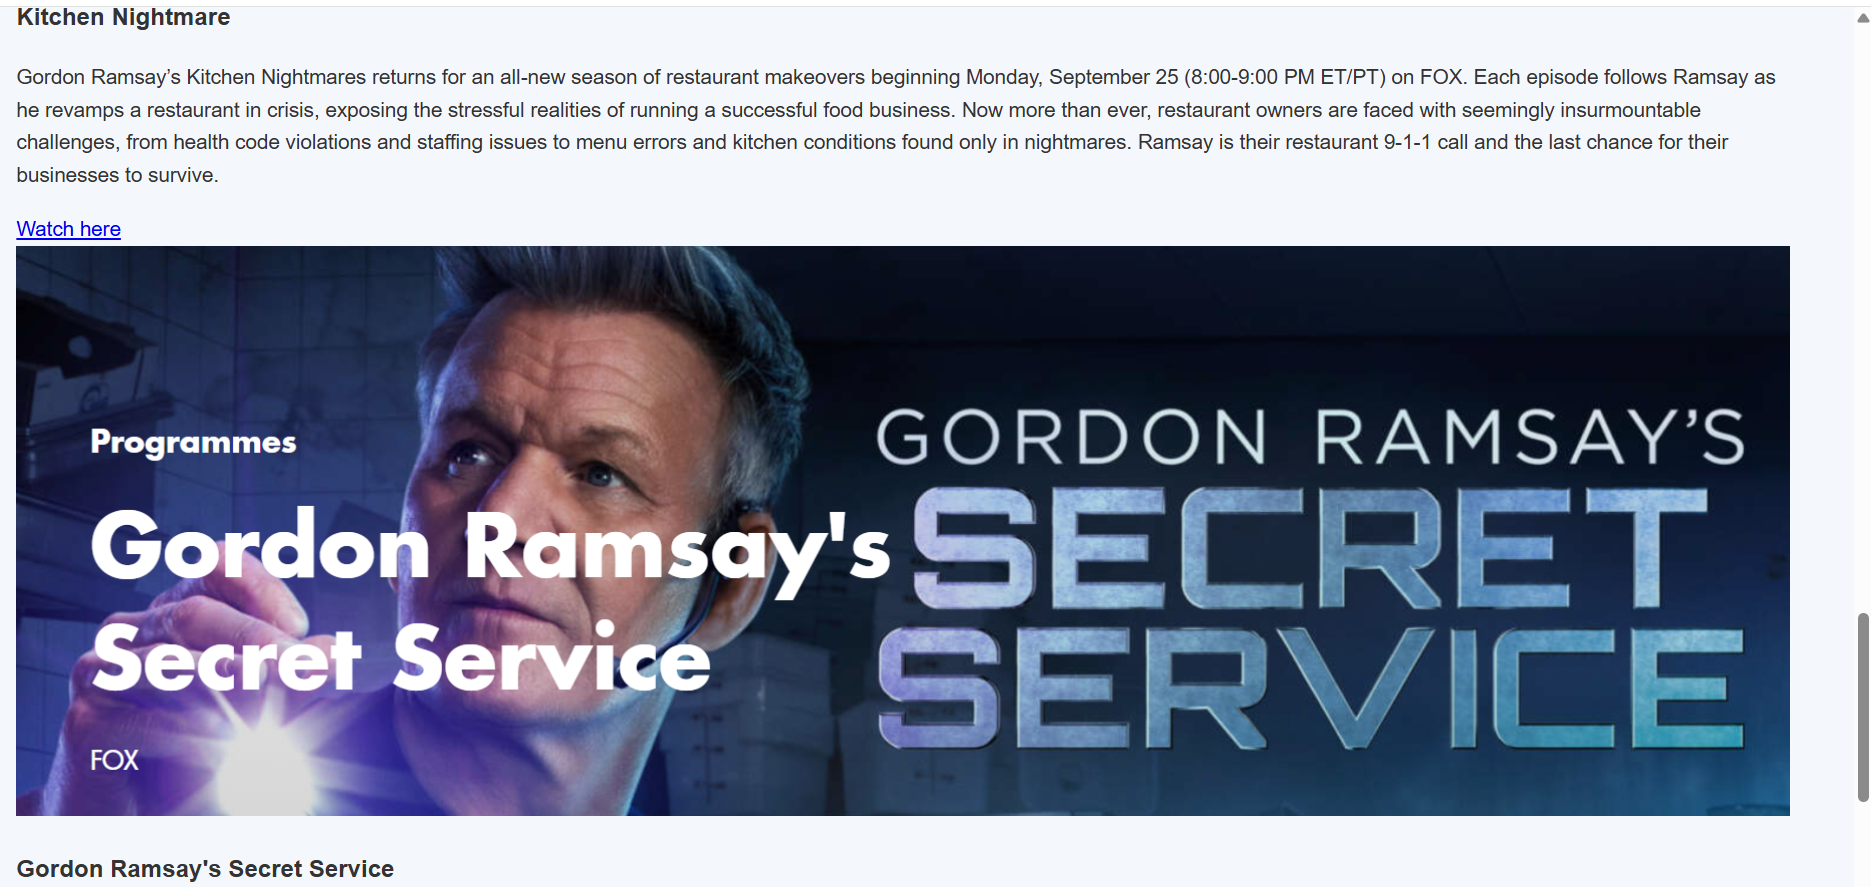 Kitchen Nightmare
Gordon Ramsay’s Kitchen Nightmares returns for an all-new season of restaurant makeovers beginning Monday, September 25 (8:00-9:00 PM ET/PT) on FOX. Each episode follows Ramsay as
he revamps a restaurant in crisis, exposing the stressful realities of running a successful food business. Now more than ever, restaurant owners are faced with seemingly insurmountable
challenges, from health code violations and staffing issues to menu errors and kitchen conditions found only in nightmares. Ramsay is their restaurant 9-1-1 call and the last chance for their
businesses to survive.
Watch here
Programmes
Gordon Ramsay's
Secret Service
FOX
GORDON RAMSAY’S
SECRET
SERVICE
Gordon Ramsay's Secret Service